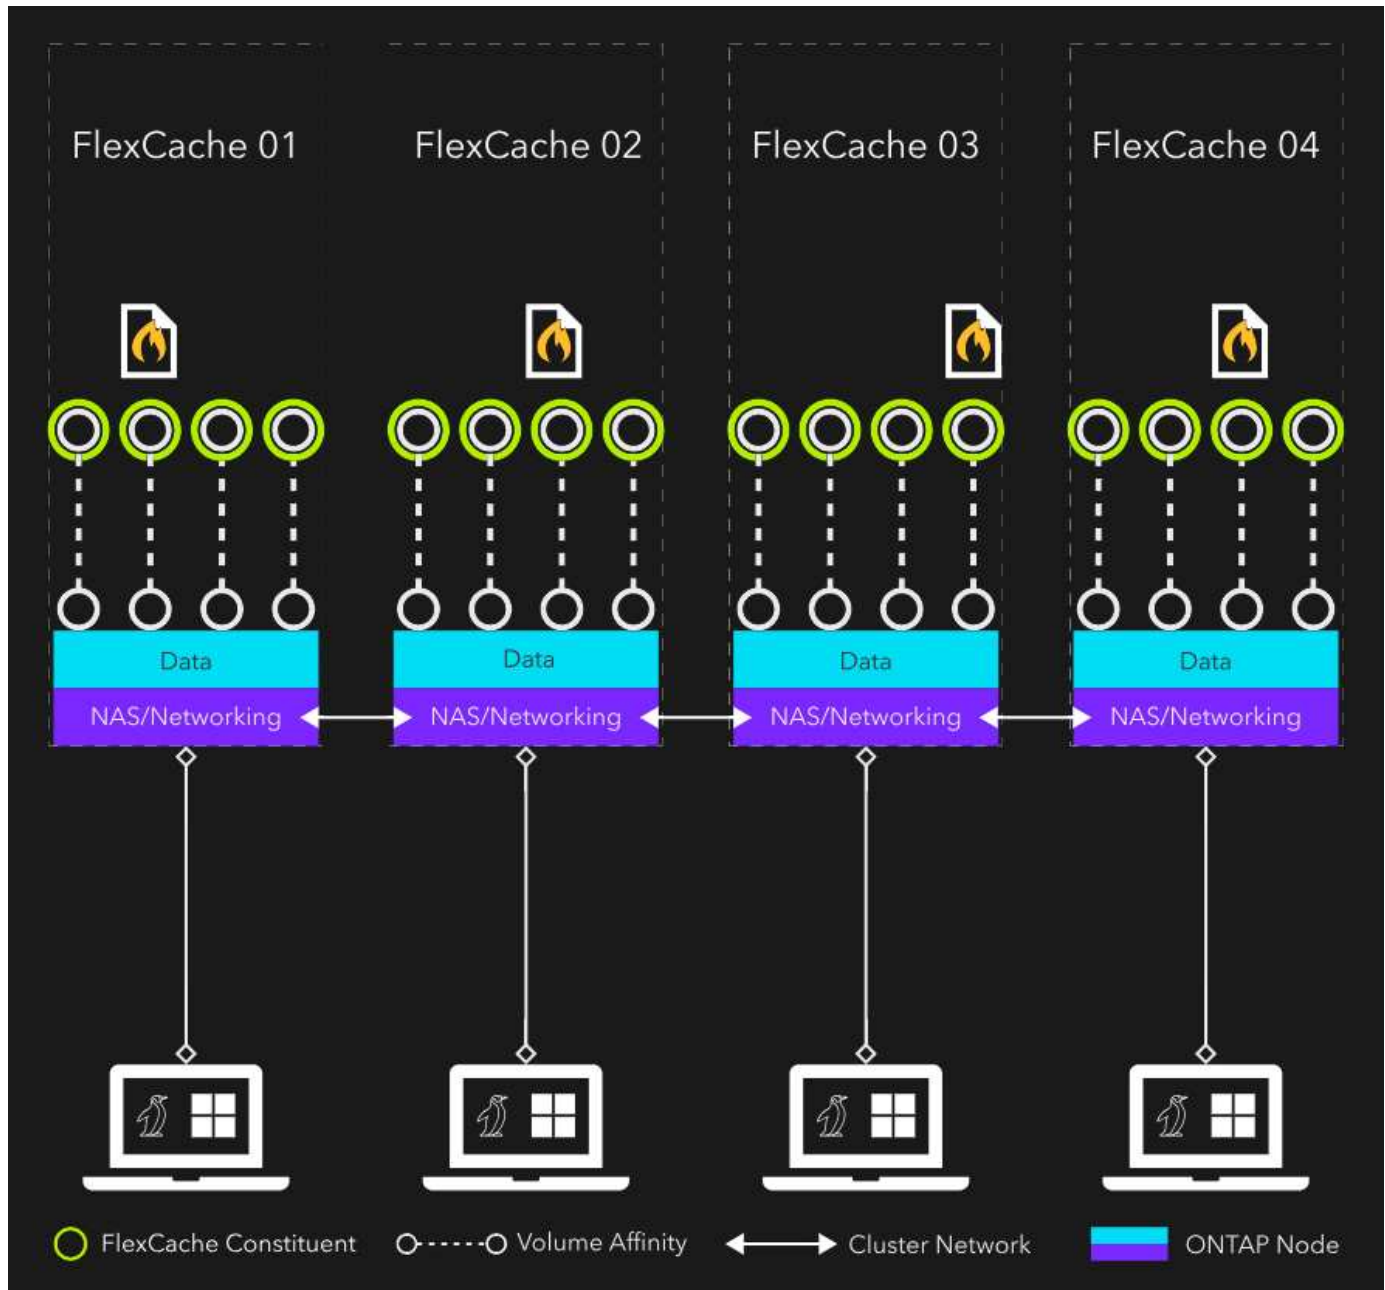 FlexCache 01
FlexCache 02
FlexCache 03
FlexCache 04
Data
Data
Data
Data
NAS/Networking
NAS/Networking
NAS/Networking
NAS/Networking
FlexCache Constituent
Volume Affinity
Cluster Network
ONTAP Node